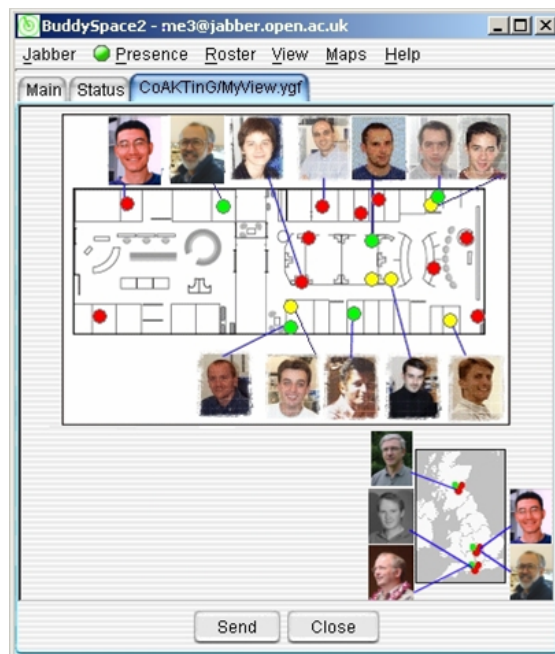 BuddySpace2 - me3@jabber.open.ac.uk
Jabber Presence Roster View Maps Help
Main Status CoAKTinG/MyView.ygf
Send Close